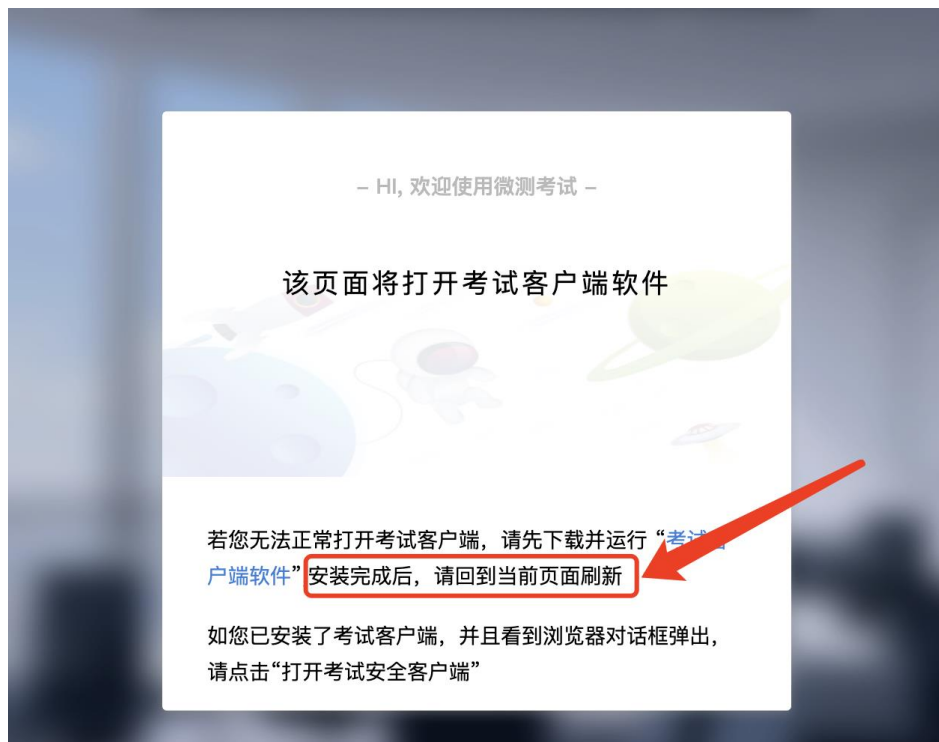 – HI, 欢迎使用微测考试 –
该页面将打开考试客户端软件
若您无法正常打开考试客户端，请先下载并运行“考试客
户端软件”安装完成后，请回到当前页面刷新
如您已安装了考试客户端，并且看到浏览器对话框弹出，
请点击“打开考试安全客户端”